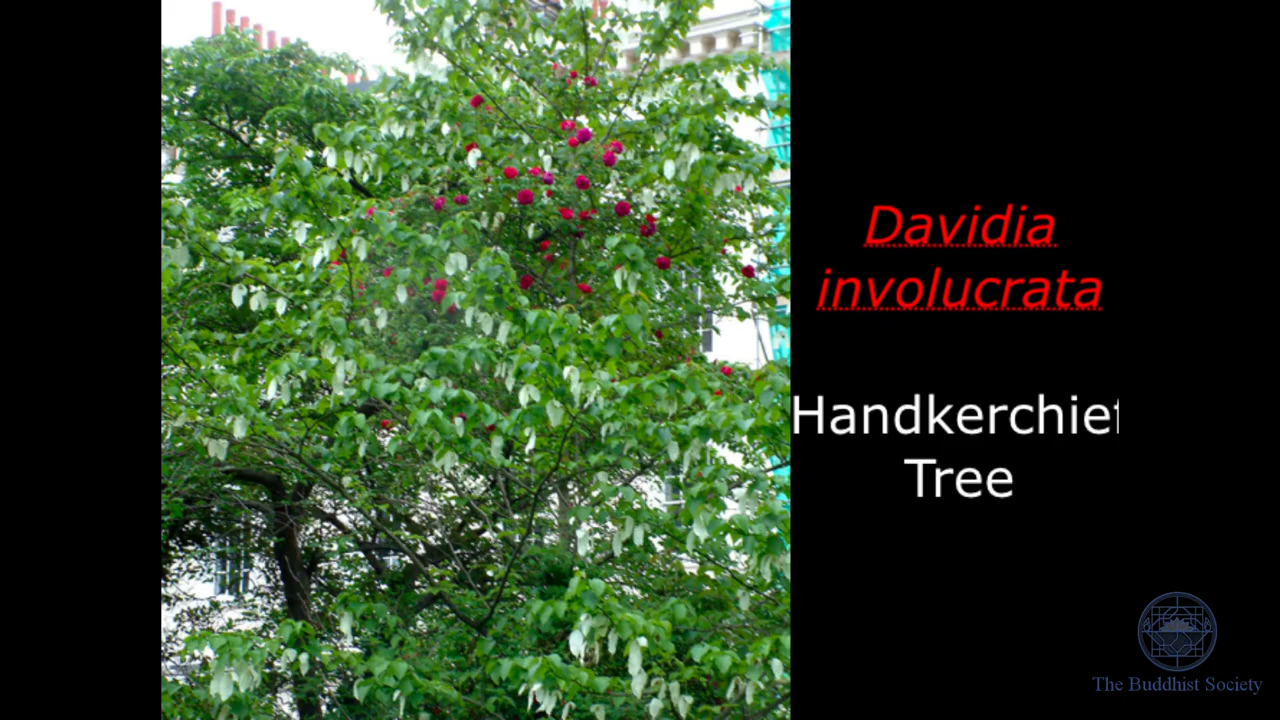 Davidia
involucrata
Handkerchief
Tree
The Buddhist Society